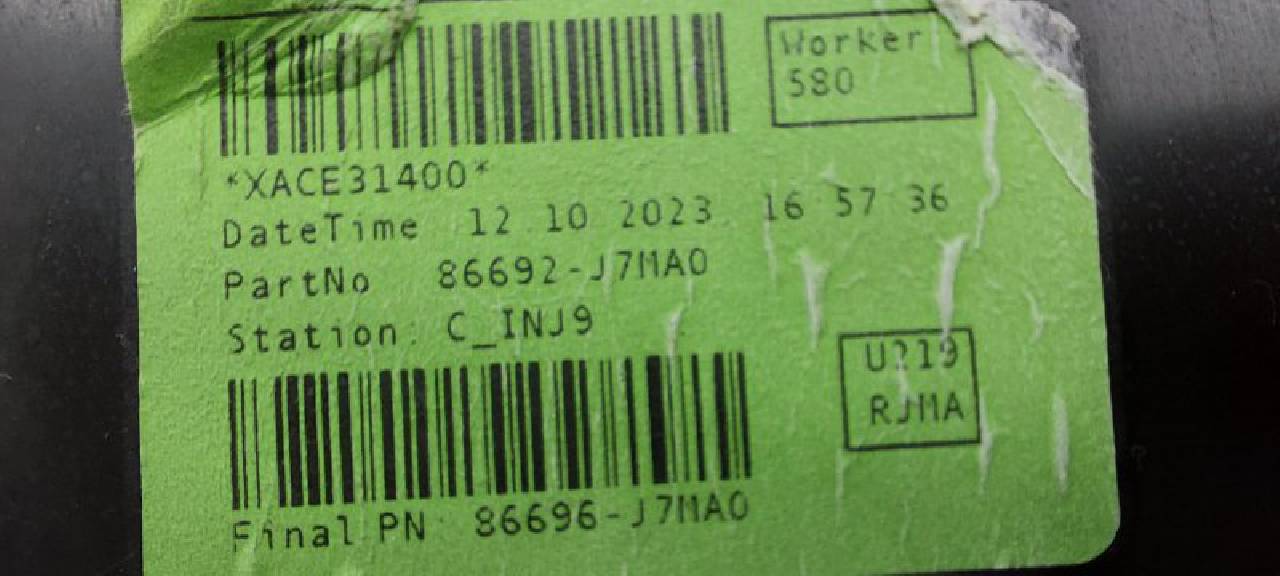 Worker
580
*XACE31400*
DateTime 12 10 2023 16 57 36
PartNo 86692-J7MA0
Station: C_INJ9
RJMA
Final PN 86696-J7MA0